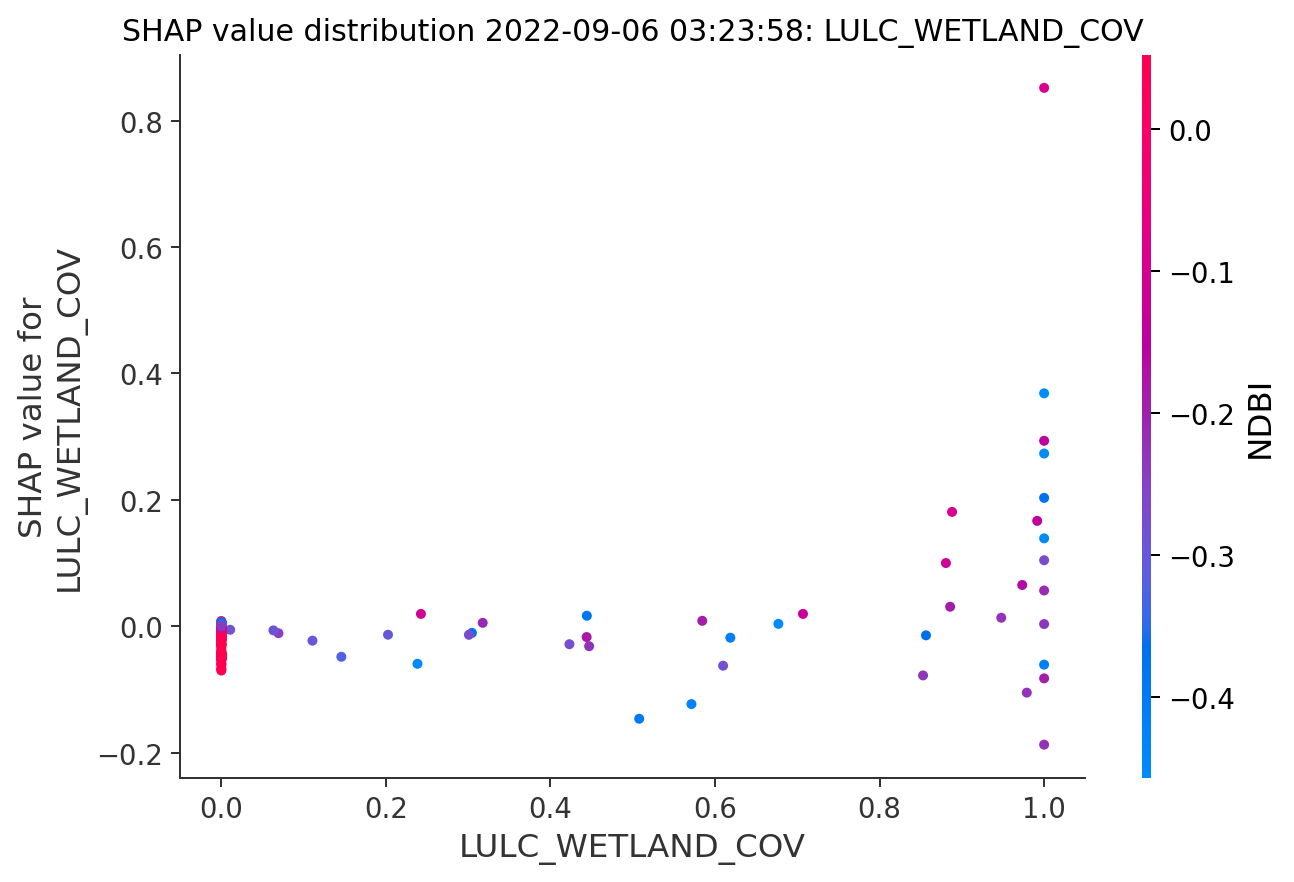 SHAP value distribution 2022-09-06 03:23:58: LULC_WETLAND_COV
SHAP value for
LULC_WETLAND_COV
0.8
0.6
0.4
0.2
0.0
−0.2
0.0 0.2 0.4 0.6 0.8 1.0
LULC_WETLAND_COV
0.0
−0.1
−0.2
−0.3
−0.4
NDBI